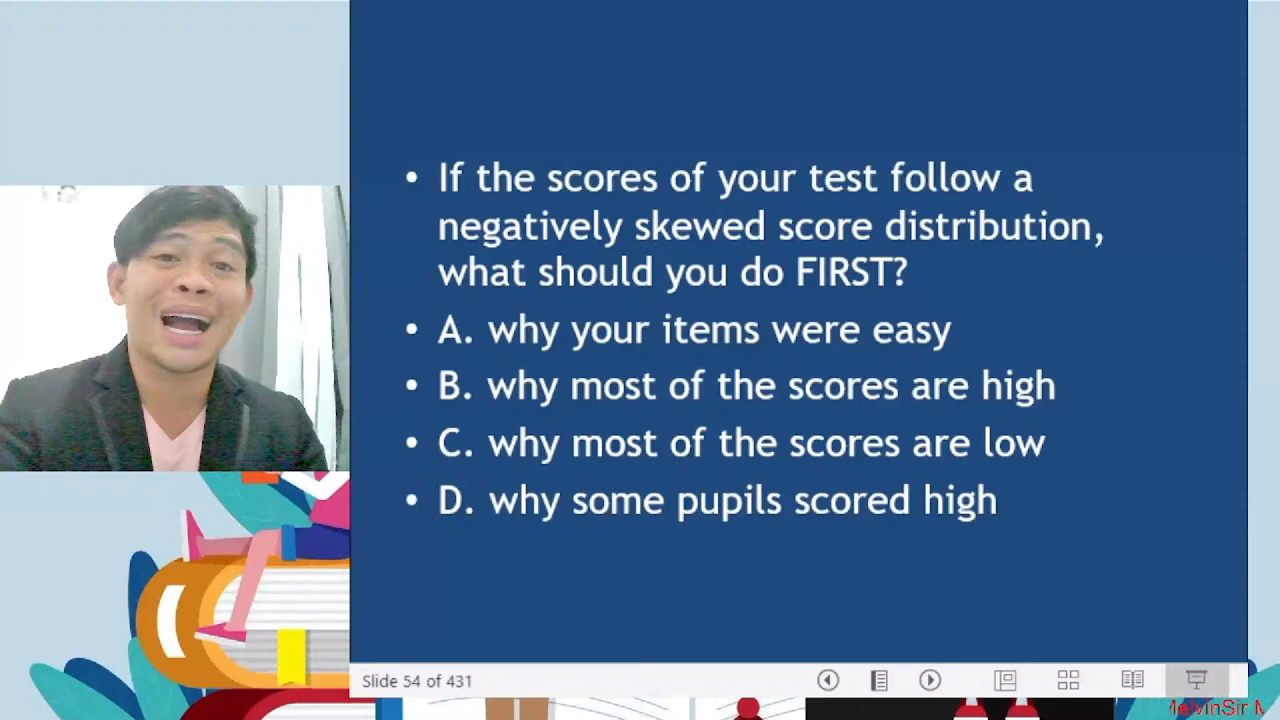 • If the scores of your test follow a
negatively skewed score distribution,
what should you do FIRST?
• A. why your items were easy
• B. why most of the scores are high
• C. why most of the scores are low
• D. why some pupils scored high
Slide 54 of 431
MelvinSir M